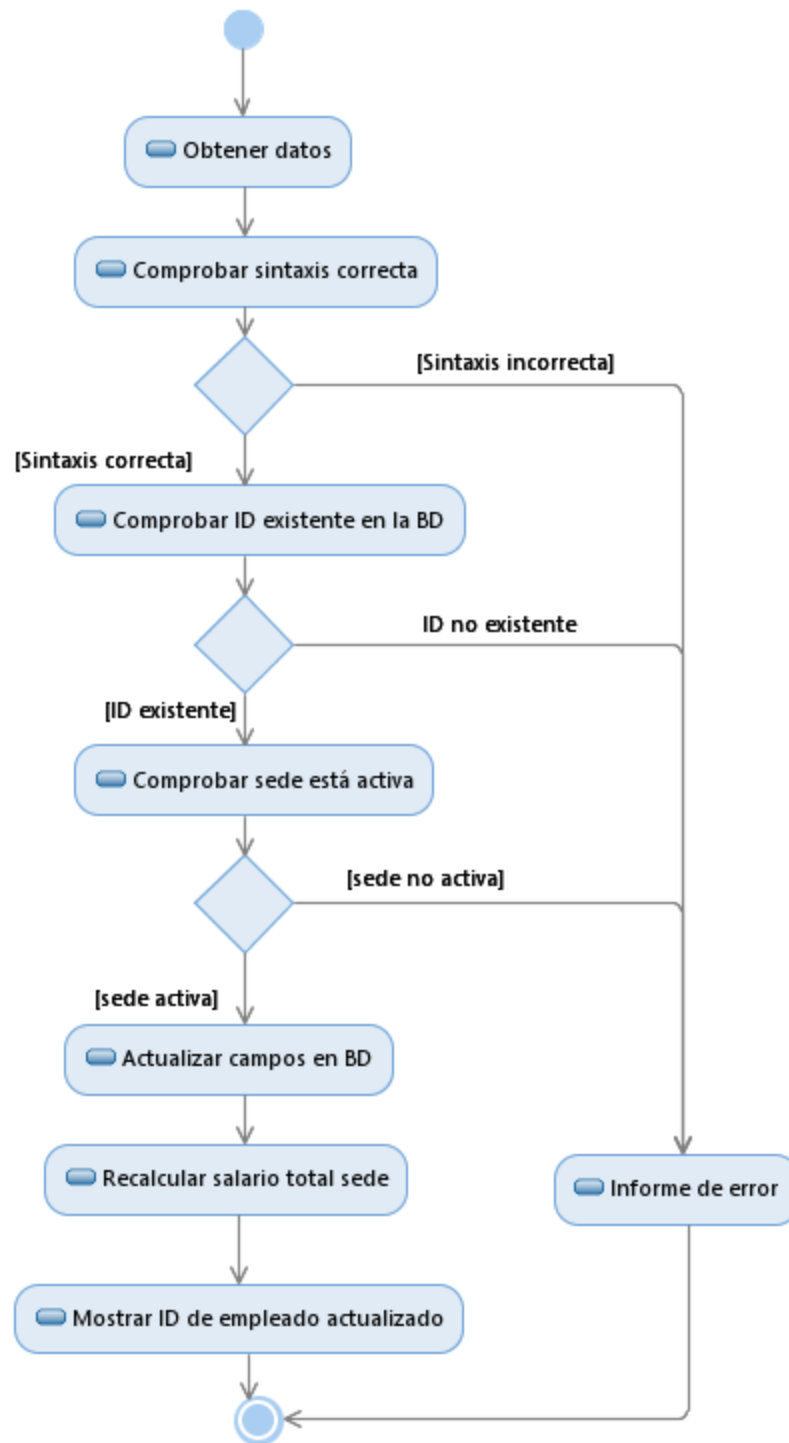 Obtener datos
Comprobar sintaxis correcta
[Sintaxis incorrecta]
[Sintaxis correcta]
Comprobar ID existente en la BD
ID no existente
[ID existente]
Comprobar sede está activa
[sede no activa]
[sede activa]
Actualizar campos en BD
Recalcular salario total sede
Informe de error
Mostrar ID de empleado actualizado